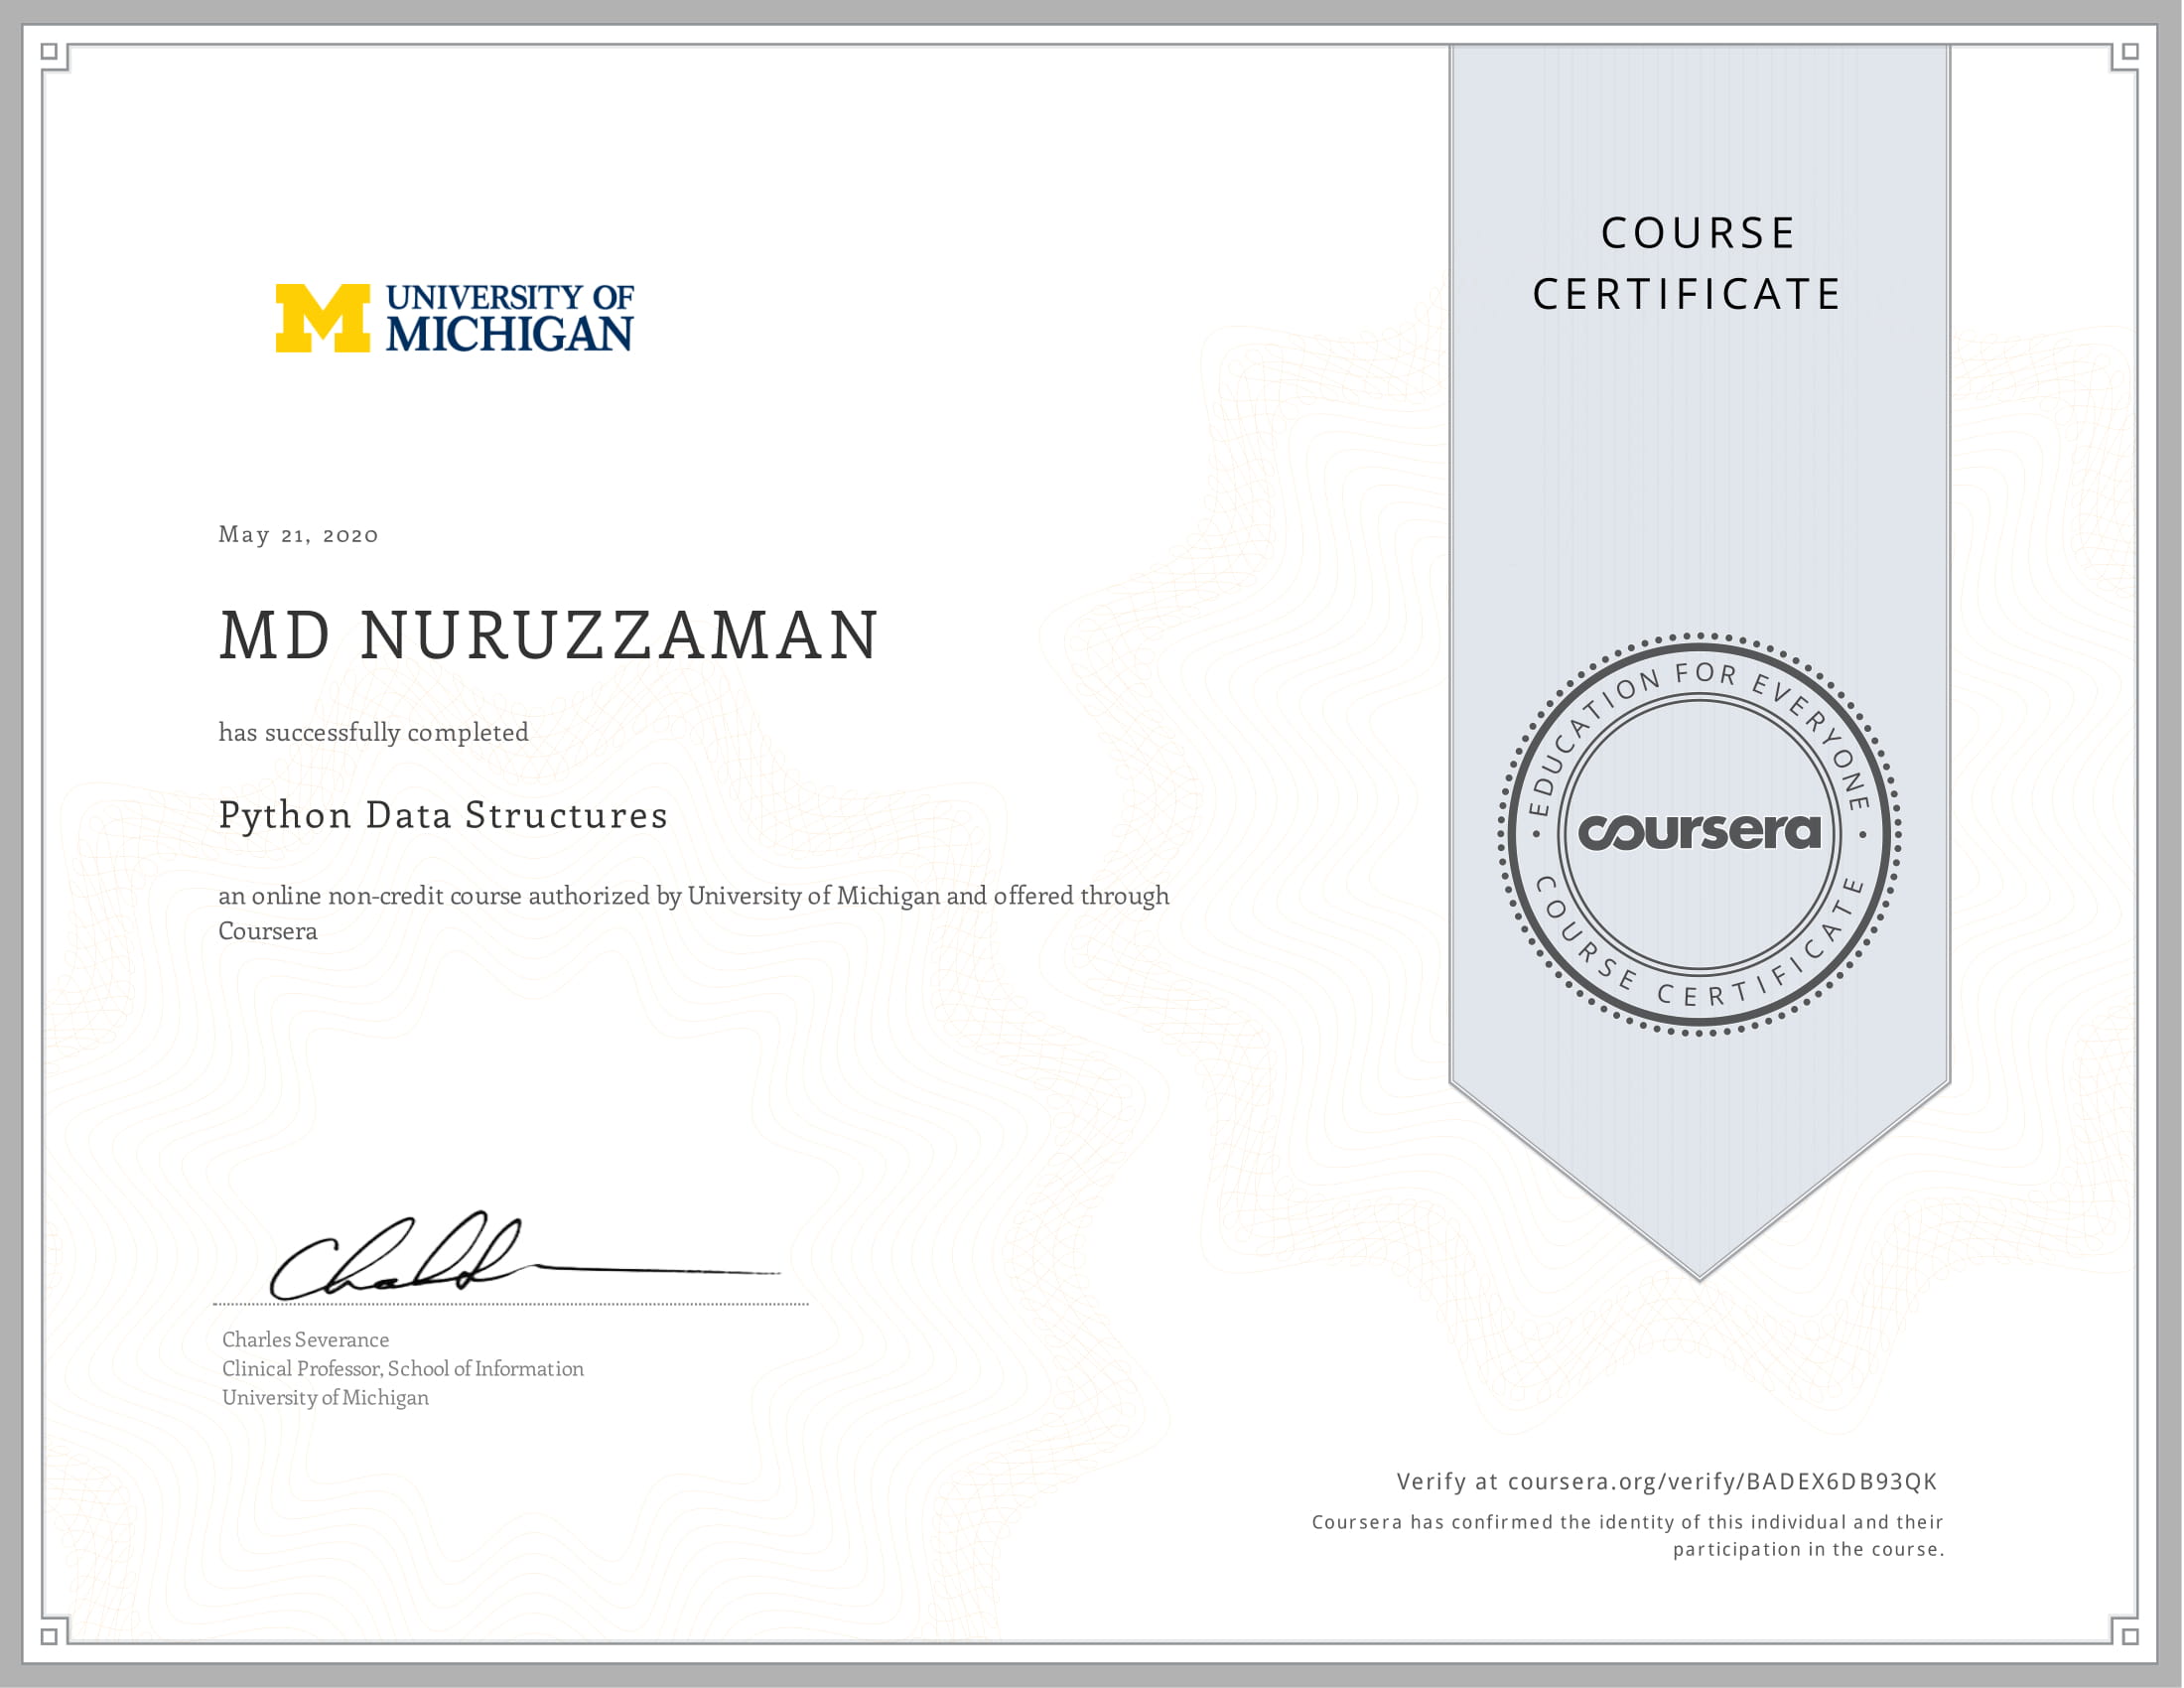 UNIVERSITY OF
MICHIGAN
COURSE
CERTIFICATE
May 21, 2020
MD NURUZZAMAN
has successfully completed
Python Data Structures
an online non-credit course authorized by University of Michigan and offered through
Coursera
EDUCATION FOR EVERYONE
coursera
COURSE CERTIFICATE
Charles Severance
Clinical Professor, School of Information
University of Michigan
Verify at coursera.org/verify/BADEX6DB93QK
Coursera has confirmed the identity of this individual and their
participation in the course.